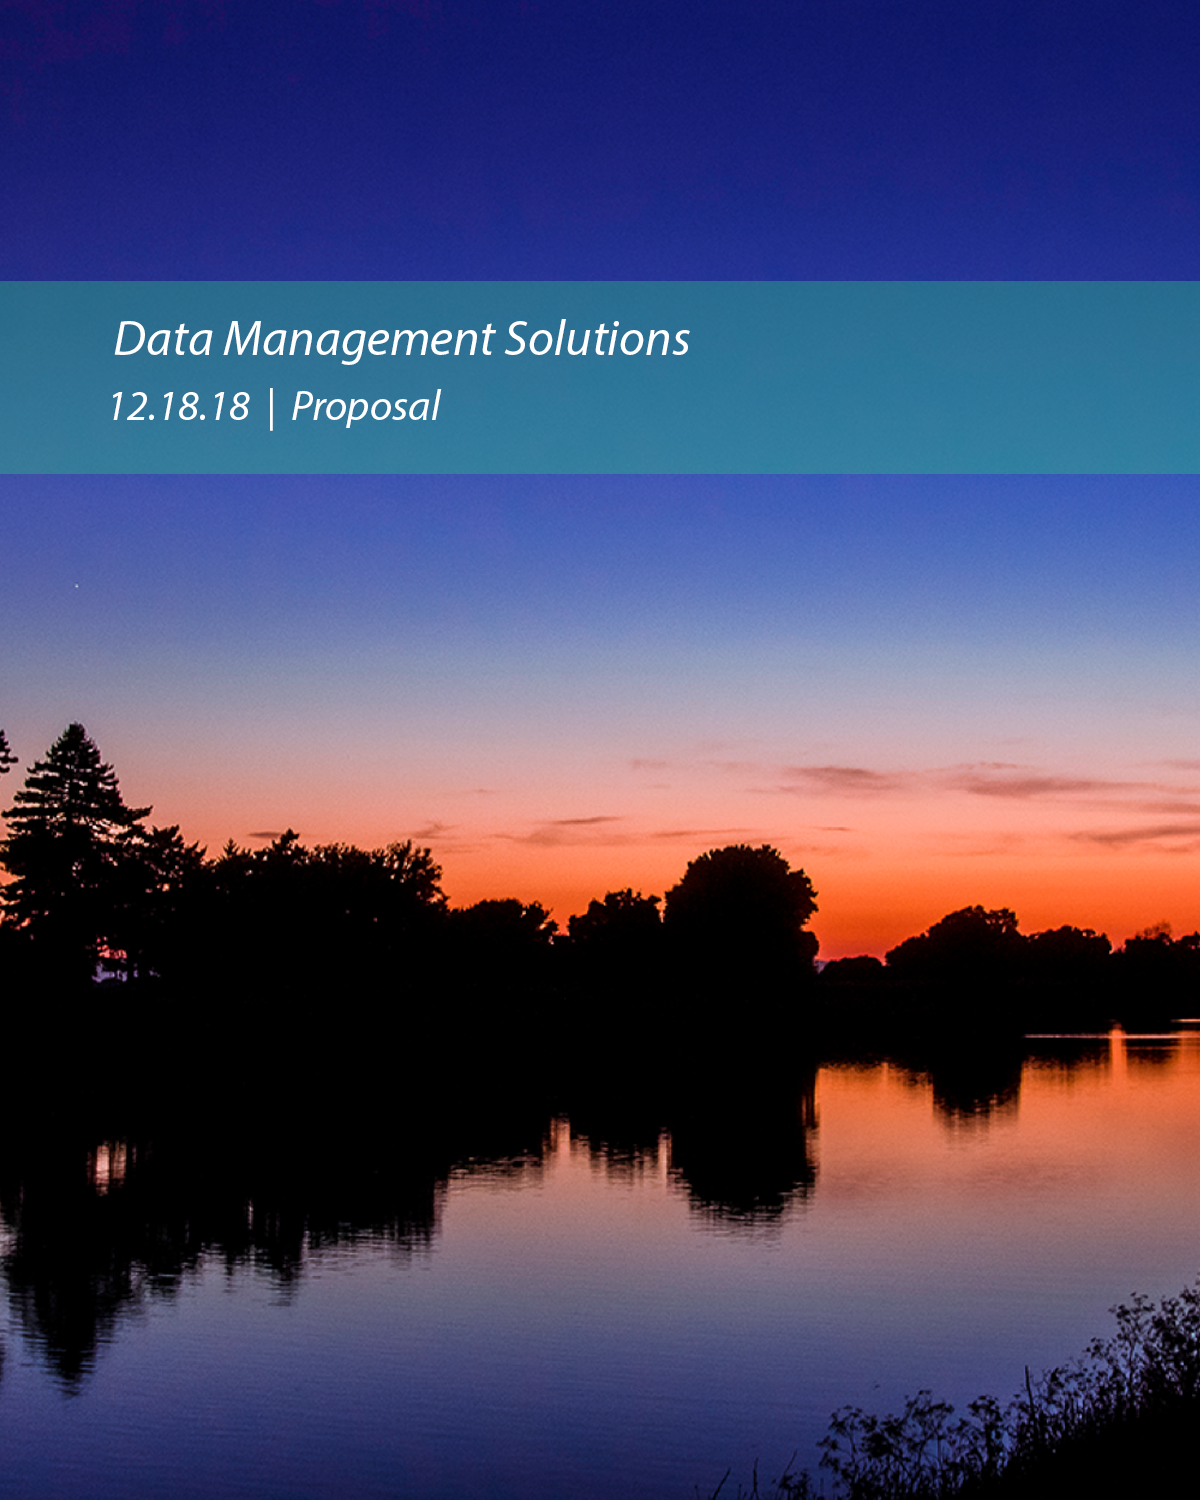 Data Management Solutions
12.18.18 | Proposal